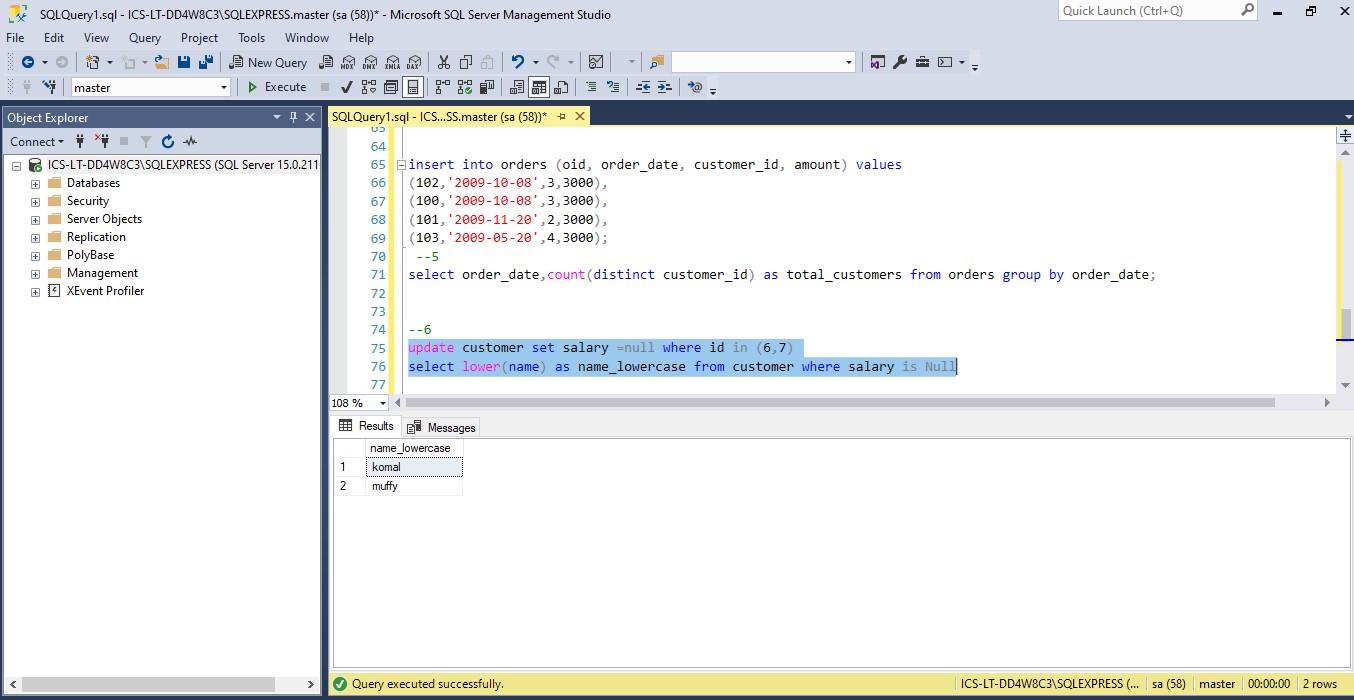 SQLQuery1.sql - ICS-LT-DD4W8C3\SQLEXPRESS.master (sa (58))* - Microsoft SQL Server Management Studio
Quick Launch (Ctrl+Q)
File Edit View Query Project Tools Window Help
New Query MDX DMX XMLA DAX
master Execute
Object Explorer
SQLQuery1.sql - ICS...SS.master (sa (58))*
Connect
ICS-LT-DD4W8C3\SQLEXPRESS (SQL Server 15.0.211
Databases
Security
Server Objects
Replication
PolyBase
Management
XEvent Profiler
63
64
65 insert into orders (oid, order_date, customer_id, amount) values
66 (102,'2009-10-08',3,3000),
67 (100,'2009-10-08',3,3000),
68 (101,'2009-11-20',2,3000),
69 (103,'2009-05-20',4,3000);
70 --5
71 select order_date,count(distinct customer_id) as total_customers from orders group by order_date;
72
73
74 --6
75 update customer set salary =null where id in (6,7)
76 select lower(name) as name_lowercase from customer where salary is Null
77
108 %
Results Messages
name_lowercase
1 komal
2 muffy
Query executed successfully. ICS-LT-DD4W8C3\SQLEXPRESS (... sa (58) master 00:00:00 2 rows